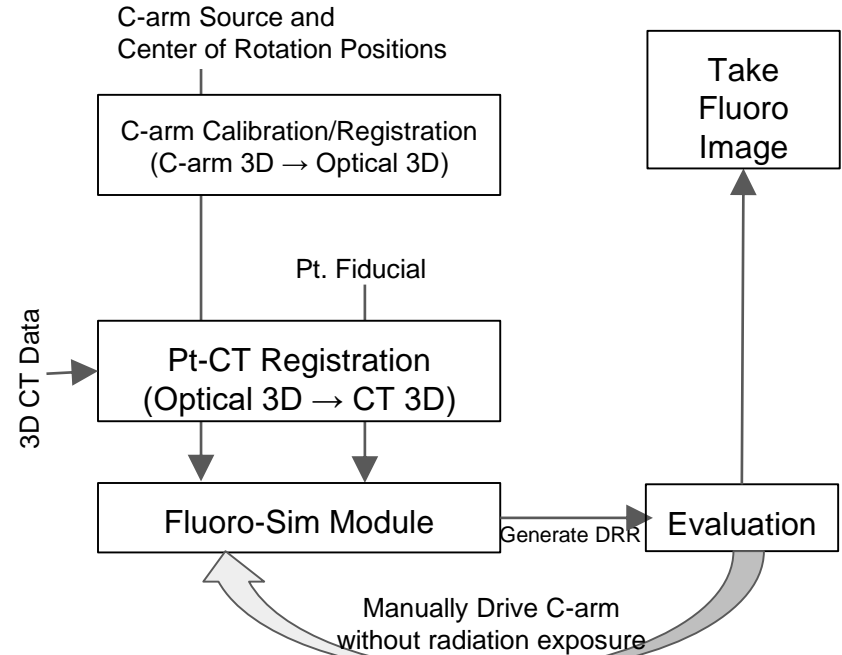 C-arm Source and
Center of Rotation Positions
C-arm Calibration/Registration
(C-arm 3D → Optical 3D)
Take
Fluoro
Image
Pt. Fiducial
3D CT Data
Pt-CT Registration
(Optical 3D → CT 3D)
Fluoro-Sim Module
Generate DRR
Evaluation
Manually Drive C-arm
without radiation exposure